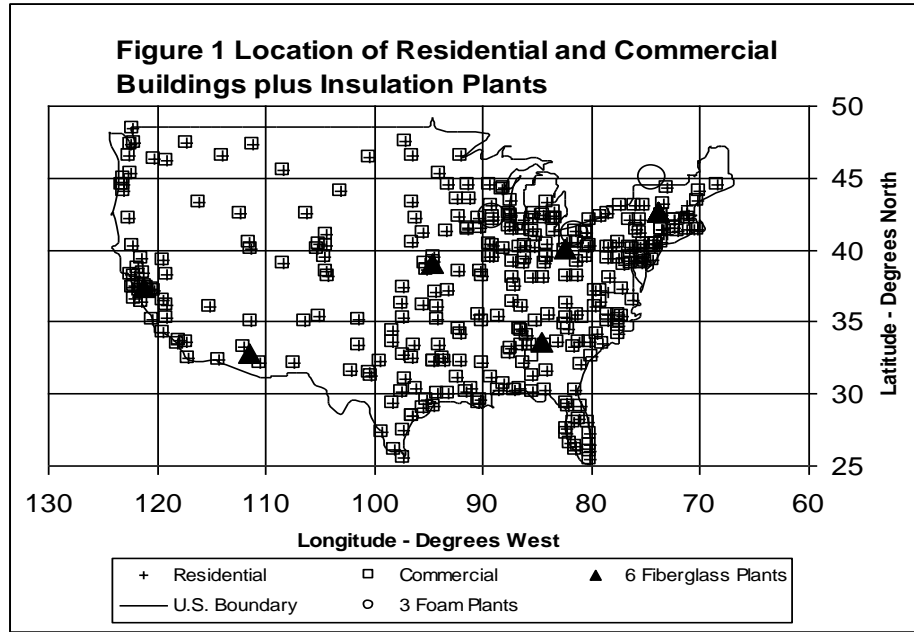 Figure 1 Location of Residential and Commercial
Buildings plus Insulation Plants
50
45
40
35
30
25
Latitude - Degrees North
130 120 110 100 90 80 70 60
Longitude - Degrees West
Residential Commercial 6 Fiberglass Plants
U.S. Boundary 3 Foam Plants